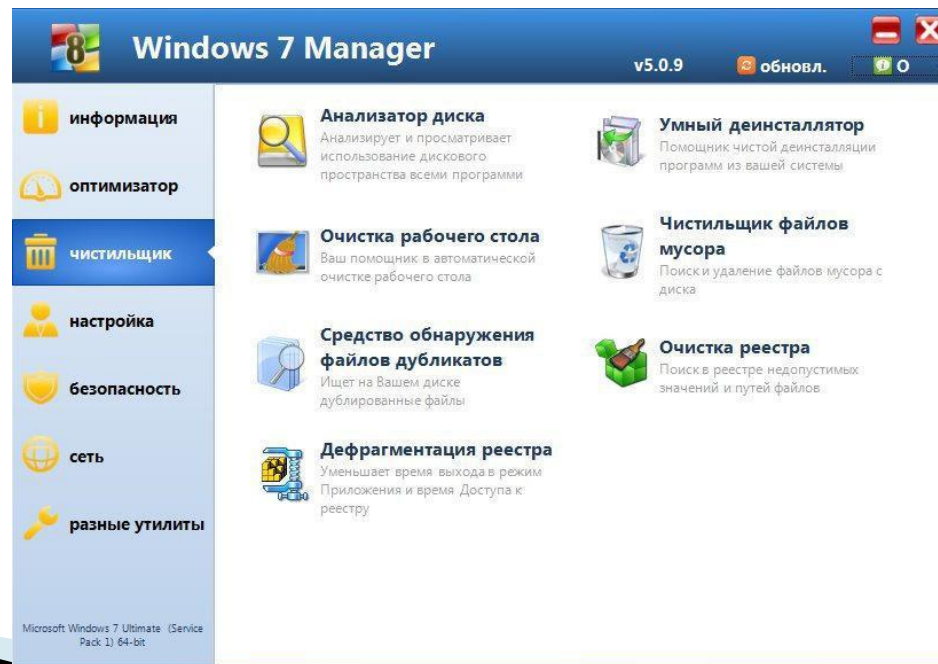 8
Windows 7 Manager
v5.0.9
обновл.
О
информация
оптимизатор
чистильщик
настройка
безопасность
сеть
разные утилиты
Microsoft Windows 7 Ultimate (Service
Pack 1) 64-bit
Анализатор диска
Анализирует и просматривает
использование дискового
пространства всеми программи
Умный деинсталлятор
Помощник чистой деинсталляции
программ из вашей системы
Очистка рабочего стола
Ваш помощник в автоматической
очистке рабочего стола
Чистильщик файлов
мусора
Поиск и удаление файлов мусора с
диска
Средство обнаружения
файлов дубликатов
Ищет на Вашем диске
дублированные файлы
Очистка реестра
Поиск в реестре недопустимых
значений и путей файлов
Дефрагментация реестра
Уменьшает время выхода в режим
Приложения и время Доступа к
реестру